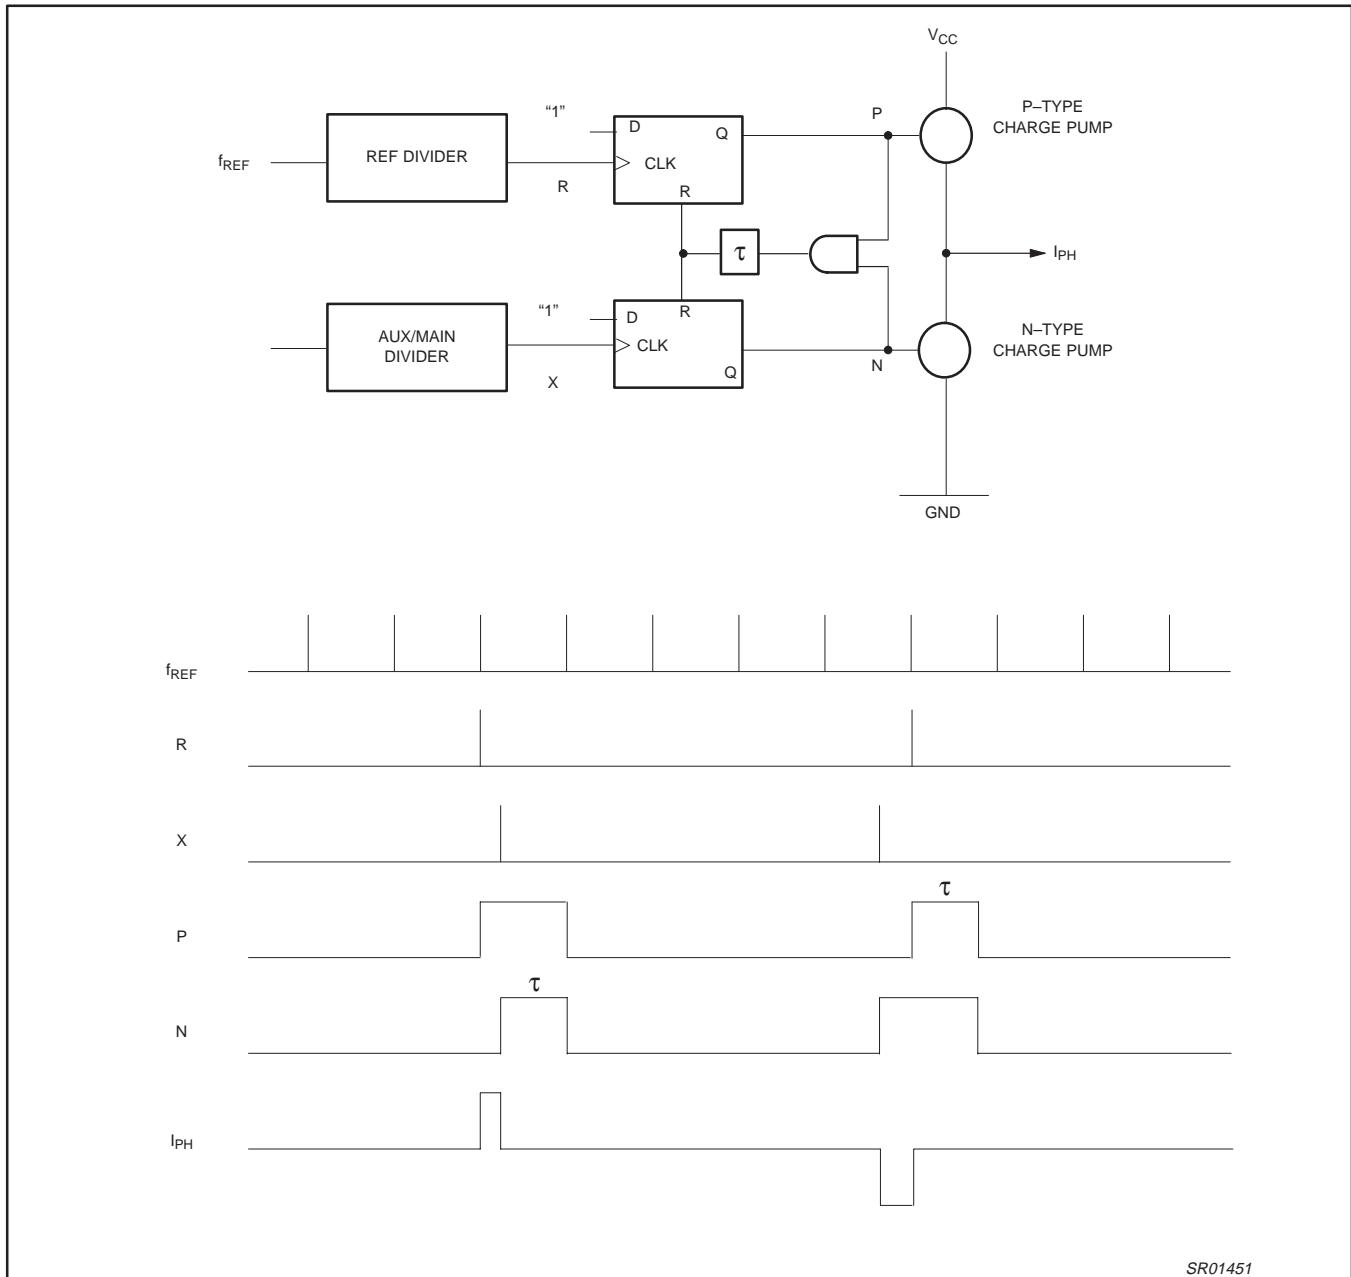 VCC
P–TYPE
CHARGE PUMP
"1"
D
Q
P
fREF
REF DIVIDER
CLK
R
R
τ
IPH
"1"
D
R
AUX/MAIN
DIVIDER
CLK
X
Q
N
N–TYPE
CHARGE PUMP
GND
fREF
R
X
τ
P
τ
N
IPH
SR01451